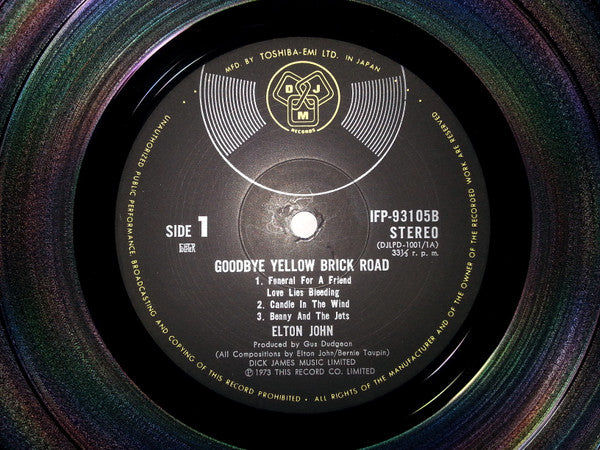 MFD. BY TOSHIBA-EMI LTD. IN JAPAN
D J M
RECORDS
UNAUTHORIZED PUBLIC PERFORMANCE, BROADCASTING AND COPYING OF THIS RECORD PROHIBITED • ALL RIGHTS OF THE MANUFACTURER AND OF THE OWNER OF THE RECORDED WORK ARE RESERVED
SIDE 1
IFP-93105B
STEREO
(DJLPD-1001/1A)
33⅓ r. p. m.
GOODBYE YELLOW BRICK ROAD
1. Funeral For A Friend
Love Lies Bleeding
2. Candle In The Wind
3. Benny And The Jets
ELTON JOHN
Produced by Gus Dudgeon
(All Compositions by Elton John/Bernie Taupin)
DICK JAMES MUSIC LIMITED
Ⓟ 1973 THIS RECORD CO. LIMITED